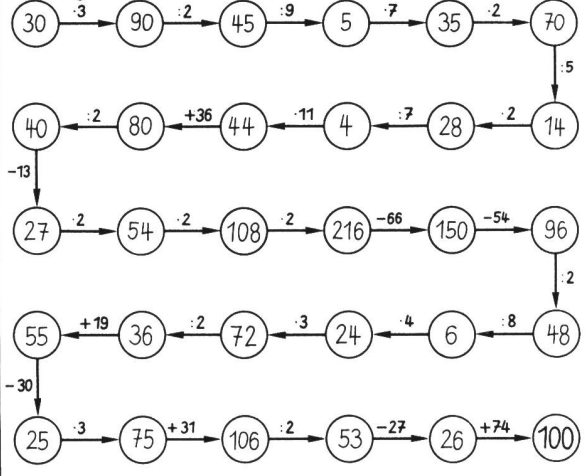 30 ·3 90 :2 45 :9 5 ·7 35 ·2 70
:5
40 :2 80 +36 44 ·11 4 :7 28 ·2 14
-13
27 ·2 54 ·2 108 ·2 216 -66 150 -54 96
:2
55 +19 36 :2 72 ·3 24 ·4 6 :8 48
-30
25 ·3 75 +31 106 :2 53 -27 26 +74 100